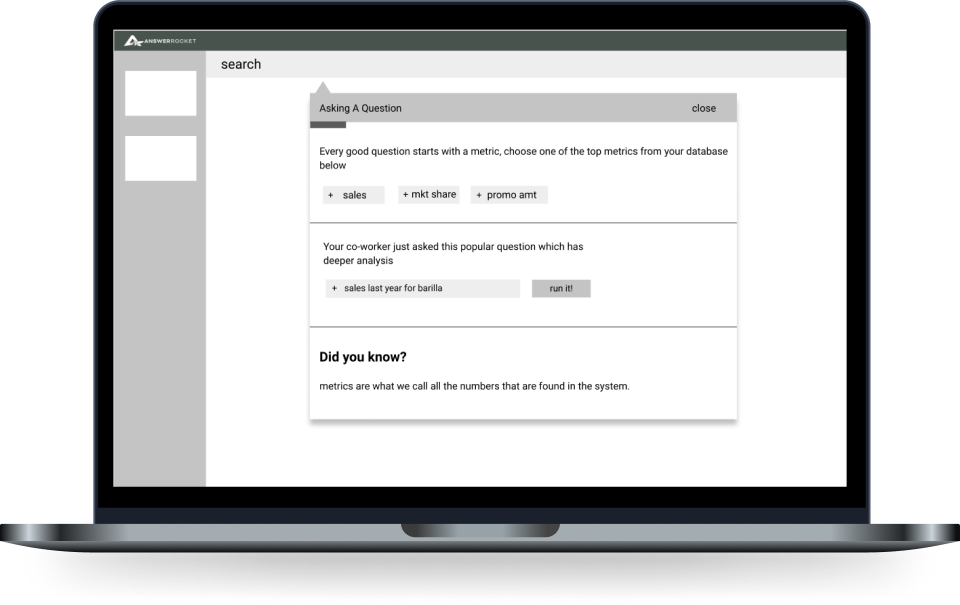 ANSWERROCKET
search
Asking A Question
close
Every good question starts with a metric, choose one of the top metrics from your database
below
+ sales
+ mkt share
+ promo amt
Your co-worker just asked this popular question which has
deeper analysis
+ sales last year for barilla
run it!
Did you know?
metrics are what we call all the numbers that are found in the system.